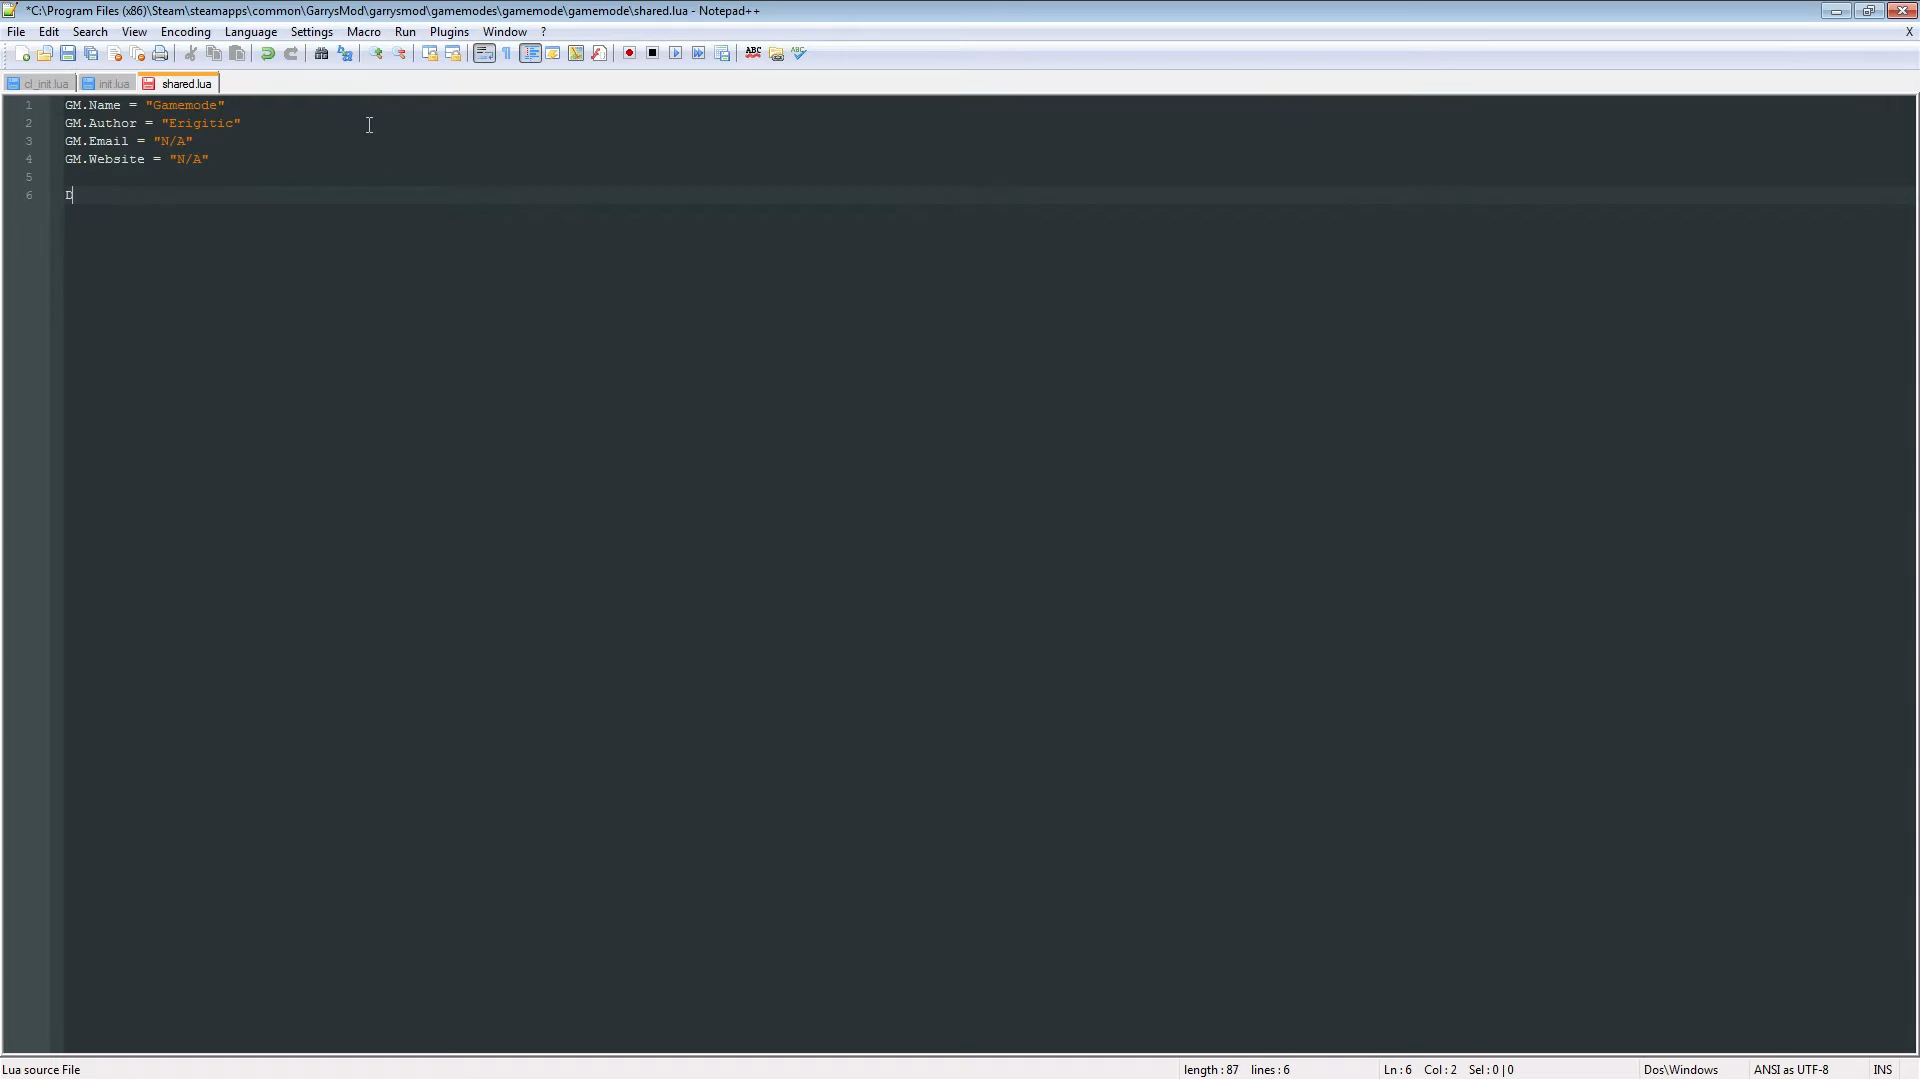 *C:\Program Files (x86)\Steam\steamapps\common\GarrysMod\garrysmod\gamemodes\gamemode\gamemode\shared.lua - Notepad++
File Edit Search View Encoding Language Settings Macro Run Plugins Window ? X
ABC ABC
cl_init.lua init.lua shared.lua
1 GM.Name = "Gamemode"
2 GM.Author = "Erigitic"
3 GM.Email = "N/A"
4 GM.Website = "N/A"
5
6 D
Lua source File length : 87 lines : 6 Ln : 6 Col : 2 Sel : 0 | 0 Dos\Windows ANSI as UTF-8 INS